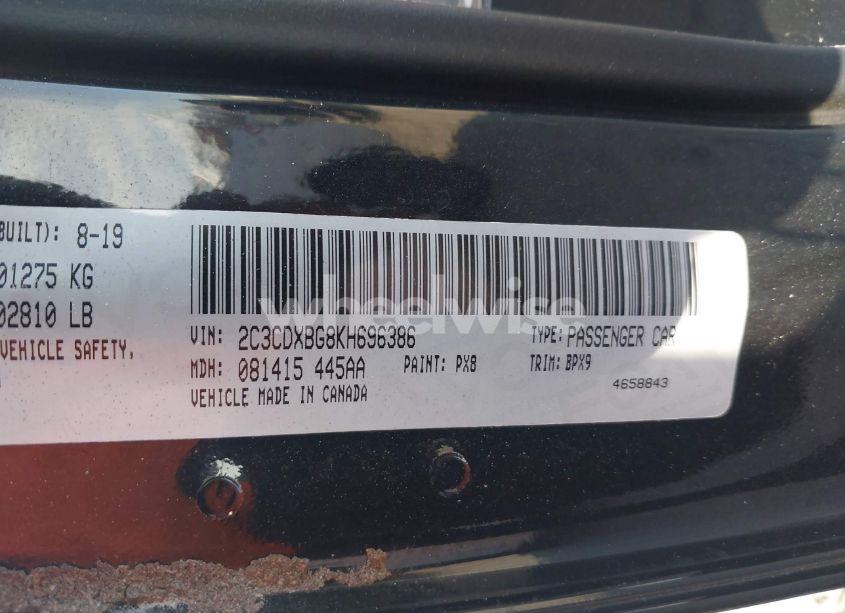 BUILT): 8-19
01275 KG
02810 LB
VEHICLE SAFETY,
wheelwise
VIN: 2C3CDXBG8KH696386
TYPE: PASSENGER CAR
MDH: 081415 445AA
PAINT: PX8
TRIM: BPX9
VEHICLE MADE IN CANADA
4658843